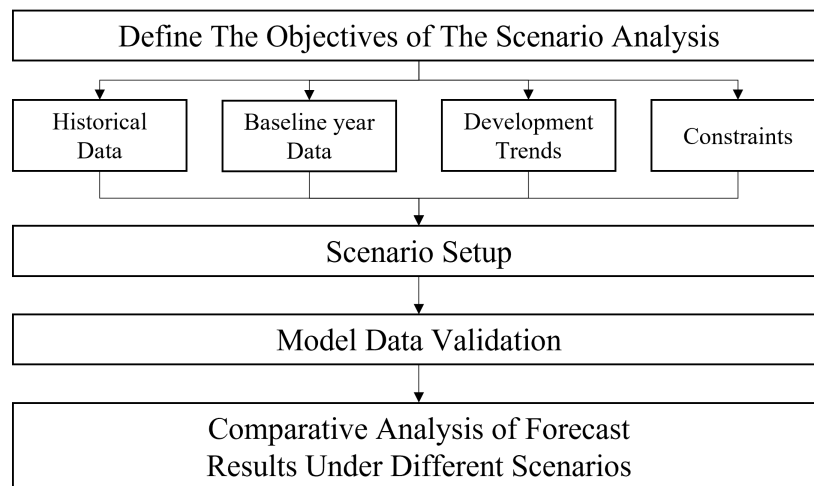 Define The Objectives of The Scenario Analysis
Historical
Data
Baseline year
Data
Development
Trends
Constraints
Scenario Setup
Model Data Validation
Comparative Analysis of Forecast
Results Under Different Scenarios